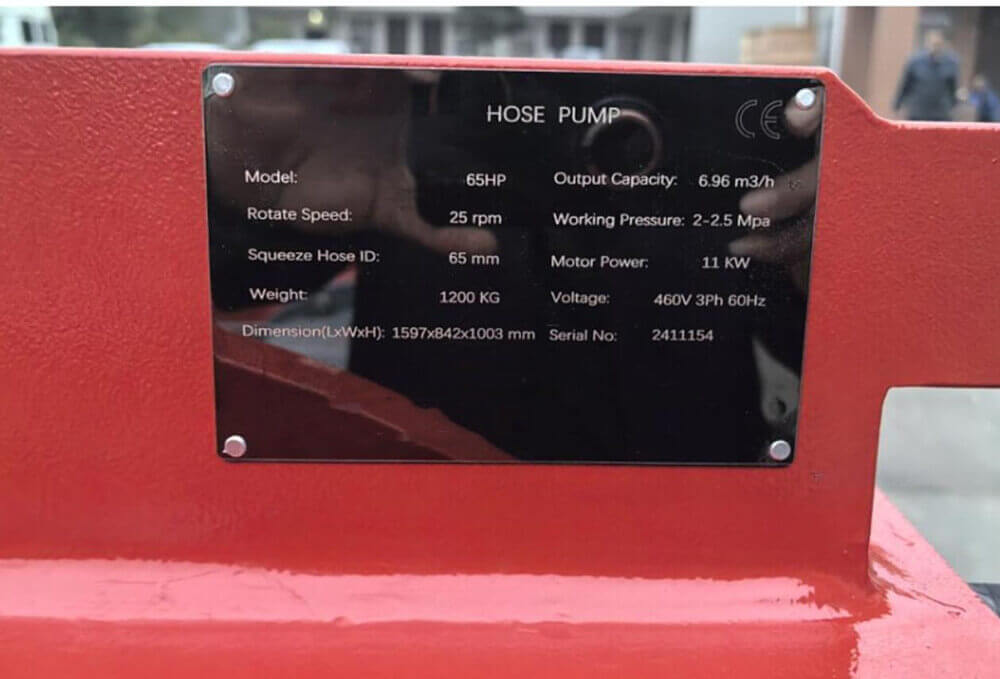 HOSE PUMP CE
Model: 65HP Output Capacity: 6.96 m3/h
Rotate Speed: 25 rpm Working Pressure: 2-2.5 Mpa
Squeeze Hose ID: 65 mm Motor Power: 11 KW
Weight: 1200 KG Voltage: 460V 3Ph 60Hz
Dimension(LxWxH): 1597x842x1003 mm Serial No: 2411154